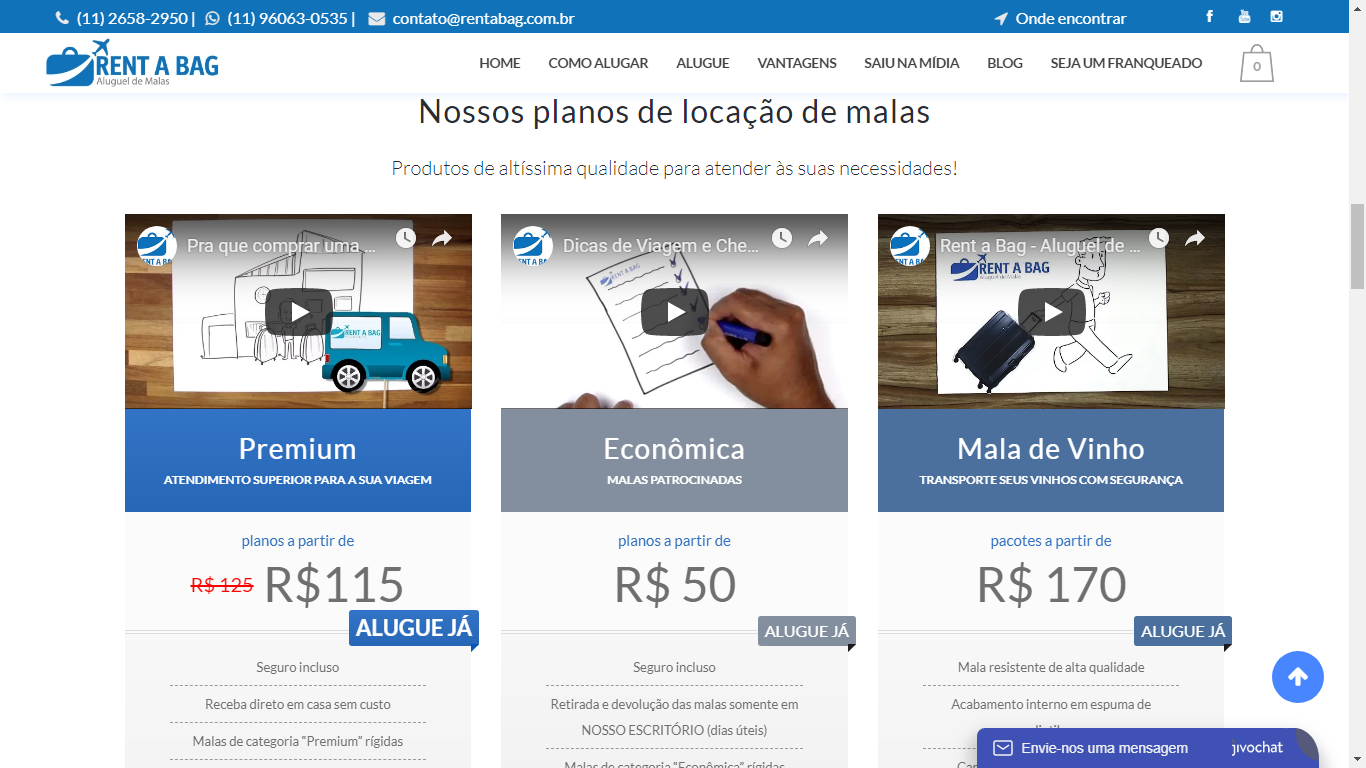 (11) 2658-2950 | (11) 96063-0535 | contato@rentabag.com.br Onde encontrar
RENT A BAG
Aluguel de Malas
HOME COMO ALUGAR ALUGUE VANTAGENS SAIU NA MÍDIA BLOG SEJA UM FRANQUEADO
0
Nossos planos de locação de malas
Produtos de altíssima qualidade para atender às suas necessidades!
Pra que comprar uma ...
RENT A BAG
Dicas de Viagem e Che...
RENT A BAG
Rent a Bag - Aluguel de ...
RENT A BAG
Aluguel de Malas
Premium
ATENDIMENTO SUPERIOR PARA A SUA VIAGEM
planos a partir de
R$ 125 R$115
ALUGUE JÁ
Seguro incluso
Receba direto em casa sem custo
Malas de categoria "Premium" rígidas
Econômica
MALAS PATROCINADAS
planos a partir de
R$ 50
ALUGUE JÁ
Seguro incluso
Retirada e devolução das malas somente em
NOSSO ESCRITÓRIO (dias úteis)
Malas de categoria "Econômica" rígidas
Mala de Vinho
TRANSPORTE SEUS VINHOS COM SEGURANÇA
pacotes a partir de
R$ 170
ALUGUE JÁ
Mala resistente de alta qualidade
Acabamento interno em espuma de
Envie-nos uma mensagem jivochat